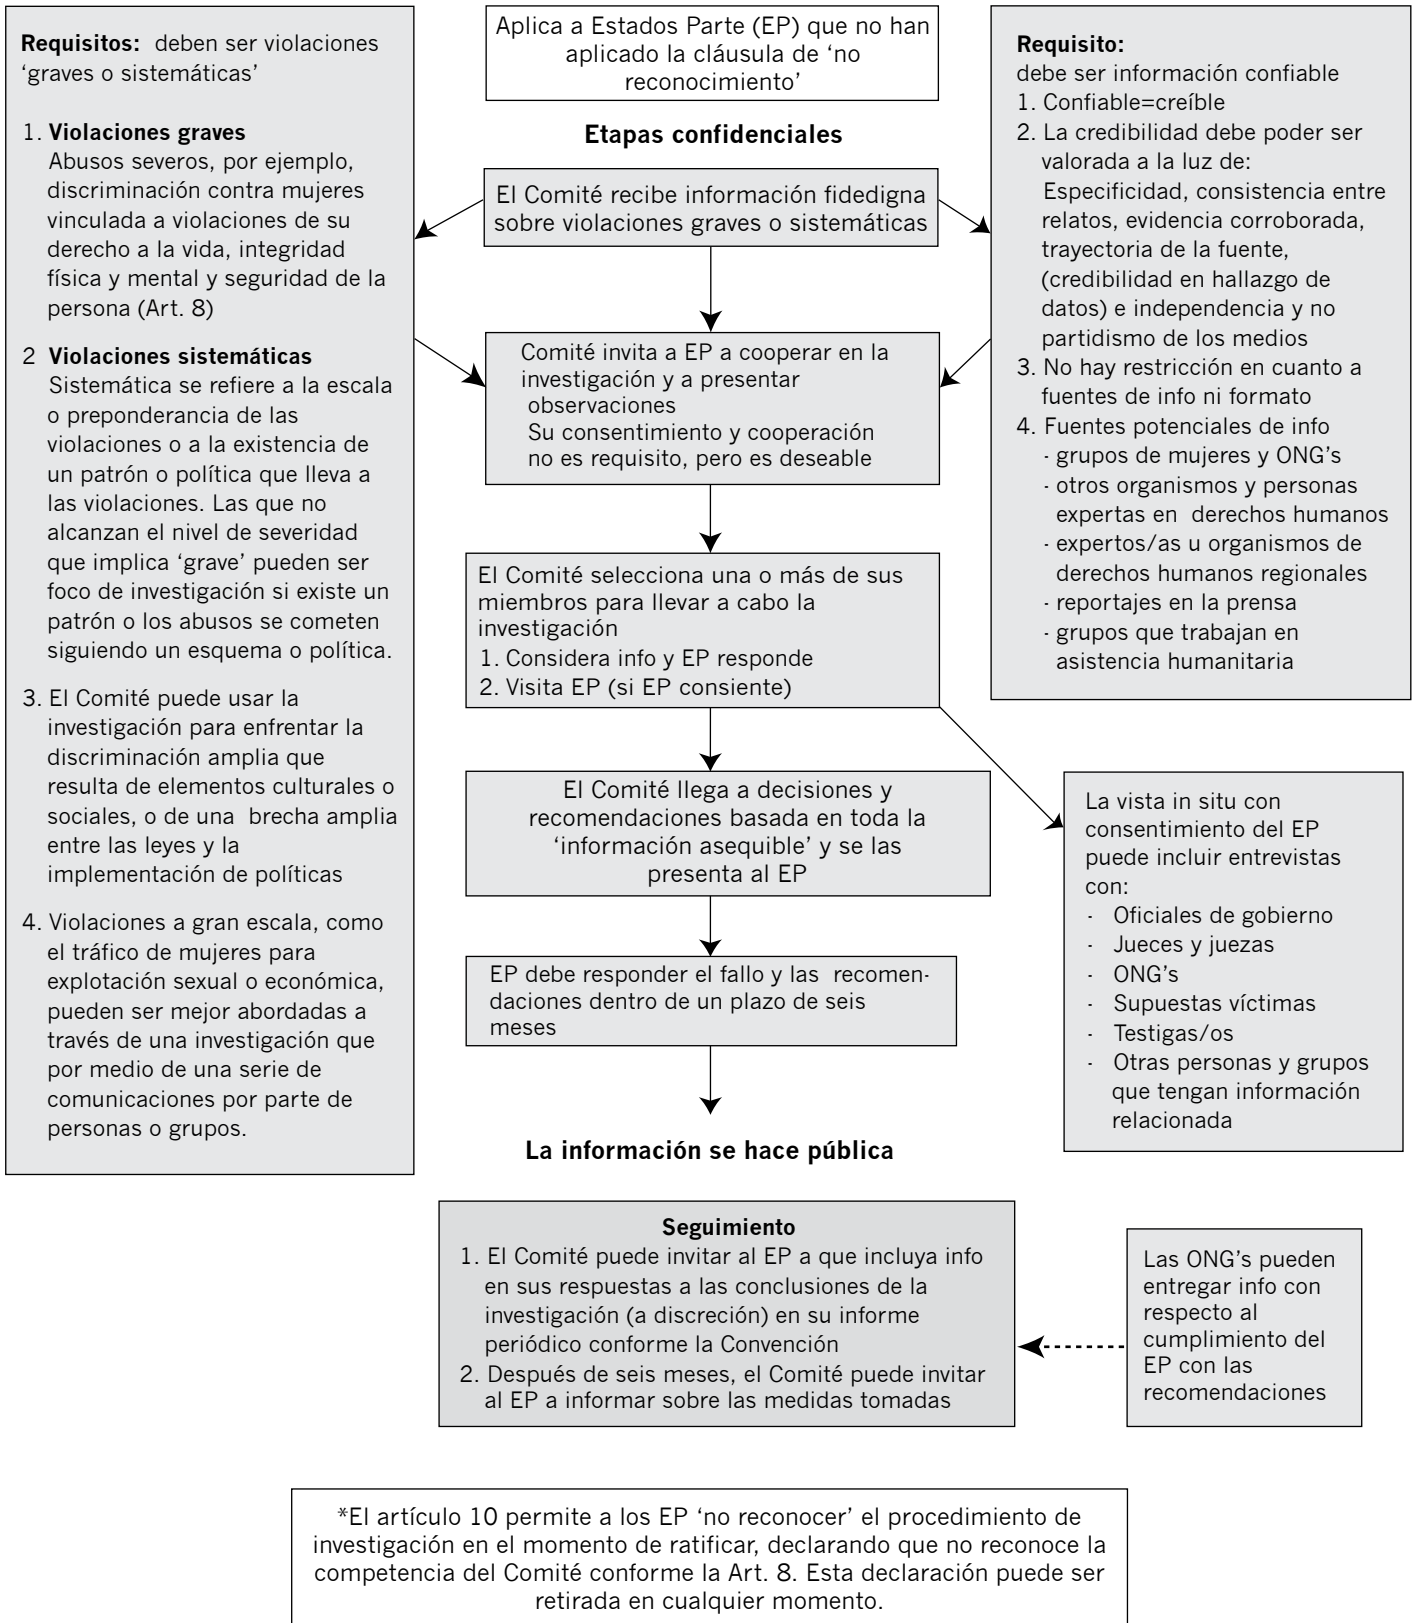 Requisitos: deben ser violaciones
‘graves o sistemáticas’
1. Violaciones graves
Abusos severos, por ejemplo,
discriminación contra mujeres
vinculada a violaciones de su
derecho a la vida, integridad
física y mental y seguridad de la
persona (Art. 8)
2 Violaciones sistemáticas
Sistemática se refiere a la escala
o preponderancia de las
violaciones o a la existencia de
un patrón o política que lleva a
las violaciones. Las que no
alcanzan el nivel de severidad
que implica ‘grave’ pueden ser
foco de investigación si existe un
patrón o los abusos se cometen
siguiendo un esquema o política.
3. El Comité puede usar la
investigación para enfrentar la
discriminación amplia que
resulta de elementos culturales o
sociales, o de una brecha amplia
entre las leyes y la
implementación de políticas
4. Violaciones a gran escala, como
el tráfico de mujeres para
explotación sexual o económica,
pueden ser mejor abordadas a
través de una investigación que
por medio de una serie de
comunicaciones por parte de
personas o grupos.
Aplica a Estados Parte (EP) que no han
aplicado la cláusula de ‘no
reconocimiento’
Etapas confidenciales
El Comité recibe información fidedigna
sobre violaciones graves o sistemáticas
Comité invita a EP a cooperar en la
investigación y a presentar
observaciones
Su consentimiento y cooperación
no es requisito, pero es deseable
El Comité selecciona una o más de sus
miembros para llevar a cabo la
investigación
1. Considera info y EP responde
2. Visita EP (si EP consiente)
El Comité llega a decisiones y
recomendaciones basada en toda la
‘información asequible’ y se las
presenta al EP
EP debe responder el fallo y las recomen-
daciones dentro de un plazo de seis
meses
La información se hace pública
Requisito:
debe ser información confiable
1. Confiable=creíble
2. La credibilidad debe poder ser
valorada a la luz de:
Especificidad, consistencia entre
relatos, evidencia corroborada,
trayectoria de la fuente,
(credibilidad en hallazgo de
datos) e independencia y no
partidismo de los medios
3. No hay restricción en cuanto a
fuentes de info ni formato
4. Fuentes potenciales de info
- grupos de mujeres y ONG's
- otros organismos y personas
expertas en derechos humanos
- expertos/as u organismos de
derechos humanos regionales
- reportajes en la prensa
- grupos que trabajan en
asistencia humanitaria
La vista in situ con
consentimiento del EP
puede incluir entrevistas
con:
- Oficiales de gobierno
- Jueces y juezas
- ONG's
- Supuestas víctimas
- Testigas/os
- Otras personas y grupos
que tengan información
relacionada
Seguimiento
1. El Comité puede invitar al EP a que incluya info
en sus respuestas a las conclusiones de la
investigación (a discreción) en su informe
periódico conforme la Convención
2. Después de seis meses, el Comité puede invitar
al EP a informar sobre las medidas tomadas
Las ONG's pueden
entregar info con
respecto al
cumplimiento del
EP con las
recomendaciones
*El artículo 10 permite a los EP ‘no reconocer’ el procedimiento de
investigación en el momento de ratificar, declarando que no reconoce la
competencia del Comité conforme la Art. 8. Esta declaración puede ser
retirada en cualquier momento.